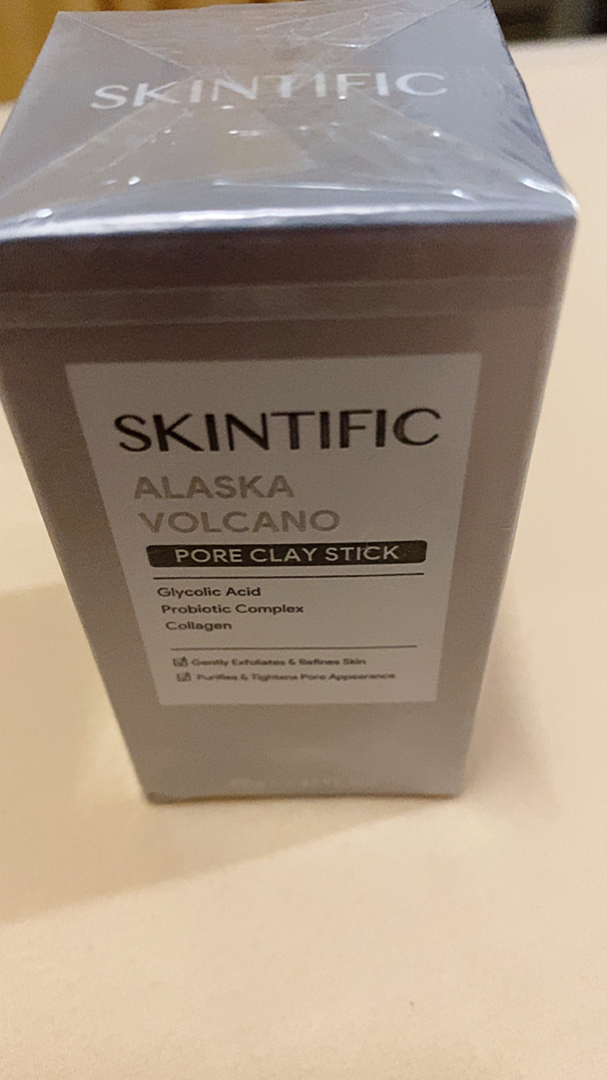 SKINTIFIC
SKINTIFIC
ALASKA
VOLCANO
PORE CLAY STICK
Glycolic Acid
Probiotic Complex
Collagen
Gently Exfoliates & Refines Skin
Purifies & Tightens Pore Appearance